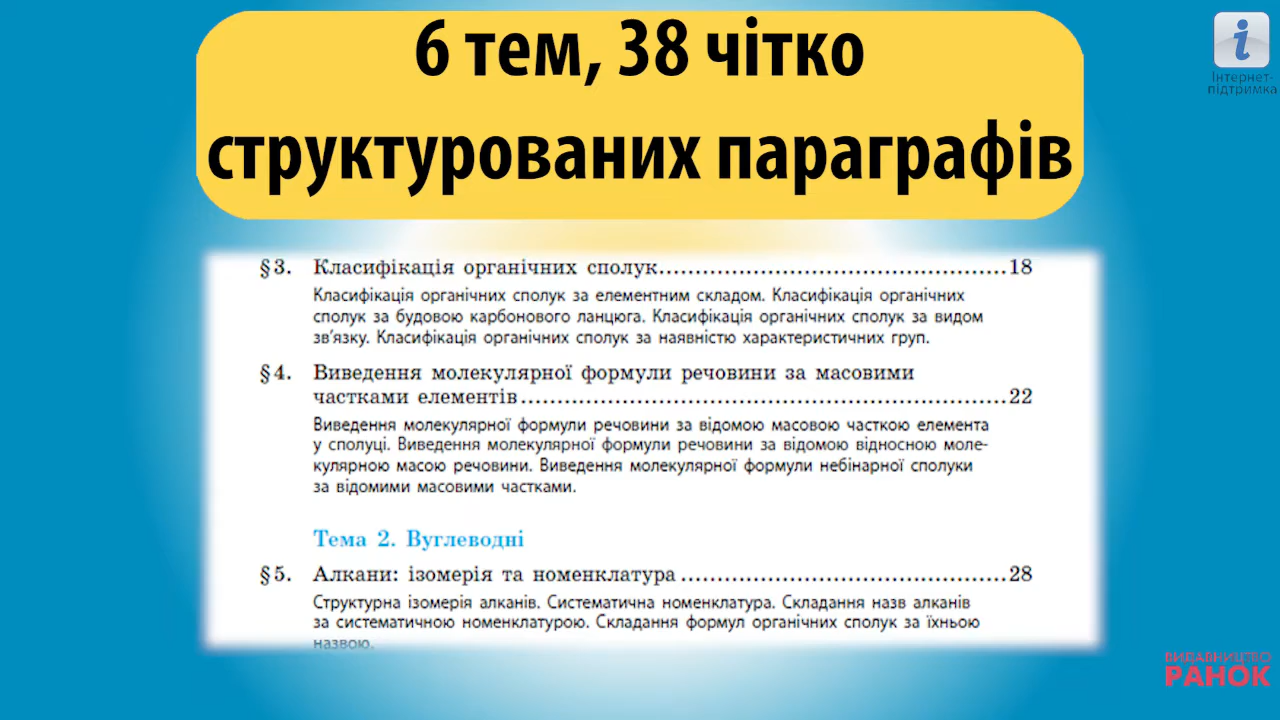 6 тем, 38 чітко
структурованих параграфів
Інтернет-
підтримка
§3. Класифікація органічних сполук................................................18
Класифікація органічних сполук за елементним складом. Класифікація органічних
сполук за будовою карбонового ланцюга. Класифікація органічних сполук за видом
зв'язку. Класифікація органічних сполук за наявністю характеристичних груп.
§4. Виведення молекулярної формули речовини за масовими
частками елементів....................................................................22
Виведення молекулярної формули речовини за відомою масовою часткою елемента
у сполуці. Виведення молекулярної формули речовини за відомою відносною моле-
кулярною масою речовини. Виведення молекулярної формули небінарної сполуки
за відомими масовими частками.
Тема 2. Вуглеводні
§5. Алкани: ізомерія та номенклатура..............................................28
Структурна ізомерія алканів. Систематична номенклатура. Складання назв алканів
за систематичною номенклатурою. Складання формул органічних сполук за їхньою
назвою.
ВИДАВНИЦТВО
РАНОК